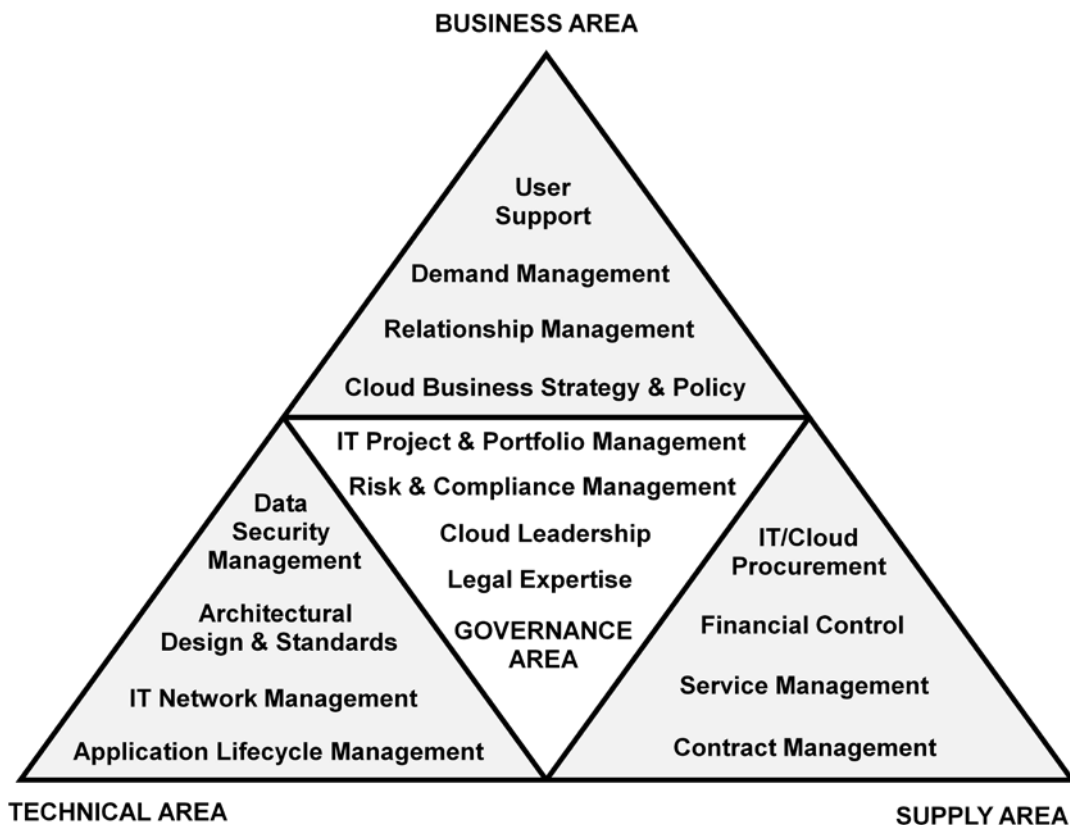 BUSINESS AREA
User
Support
Demand Management
Relationship Management
Cloud Business Strategy & Policy
IT Project & Portfolio Management
Risk & Compliance Management
Cloud Leadership
Legal Expertise
GOVERNANCE
AREA
Data
Security
Management
Architectural
Design & Standards
IT Network Management
Application Lifecycle Management
IT/Cloud
Procurement
Financial Control
Service Management
Contract Management
TECHNICAL AREA
SUPPLY AREA